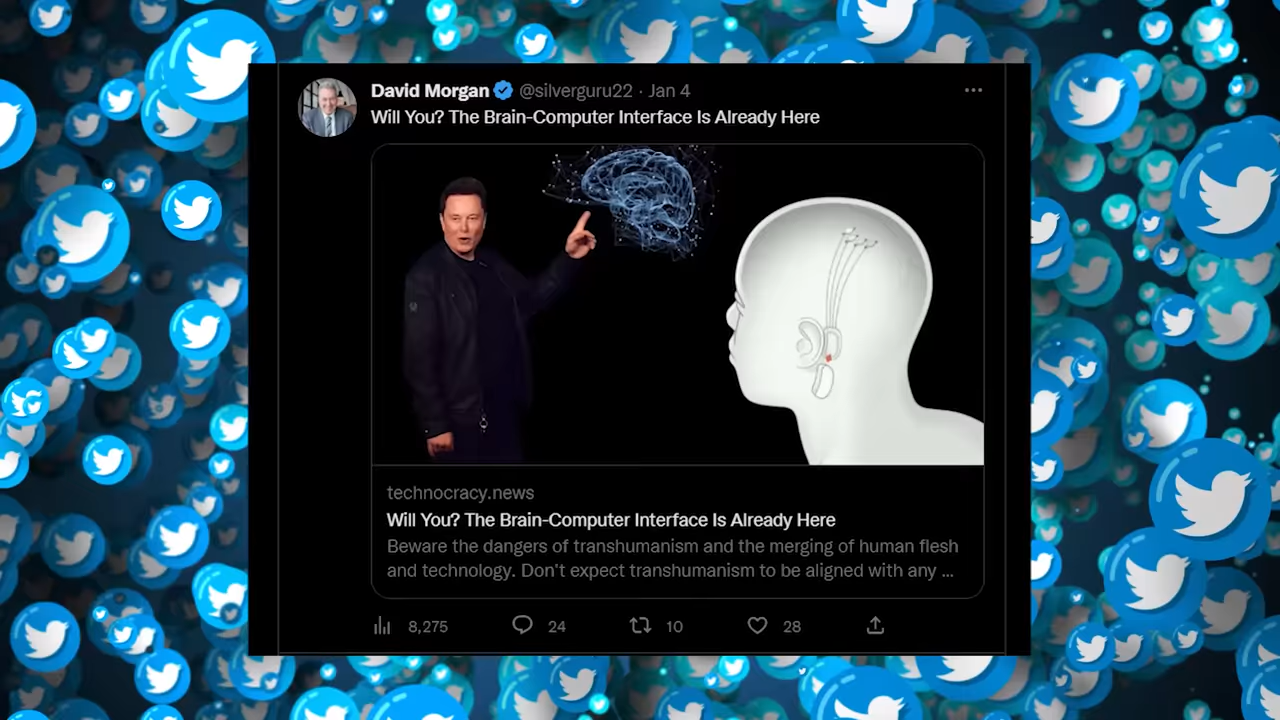 David Morgan @silverguru22 · Jan 4
Will You? The Brain-Computer Interface Is Already Here
technocracy.news
Will You? The Brain-Computer Interface Is Already Here
Beware the dangers of transhumanism and the merging of human flesh
and technology. Don't expect transhumanism to be aligned with any ...
8,275 24 10 28